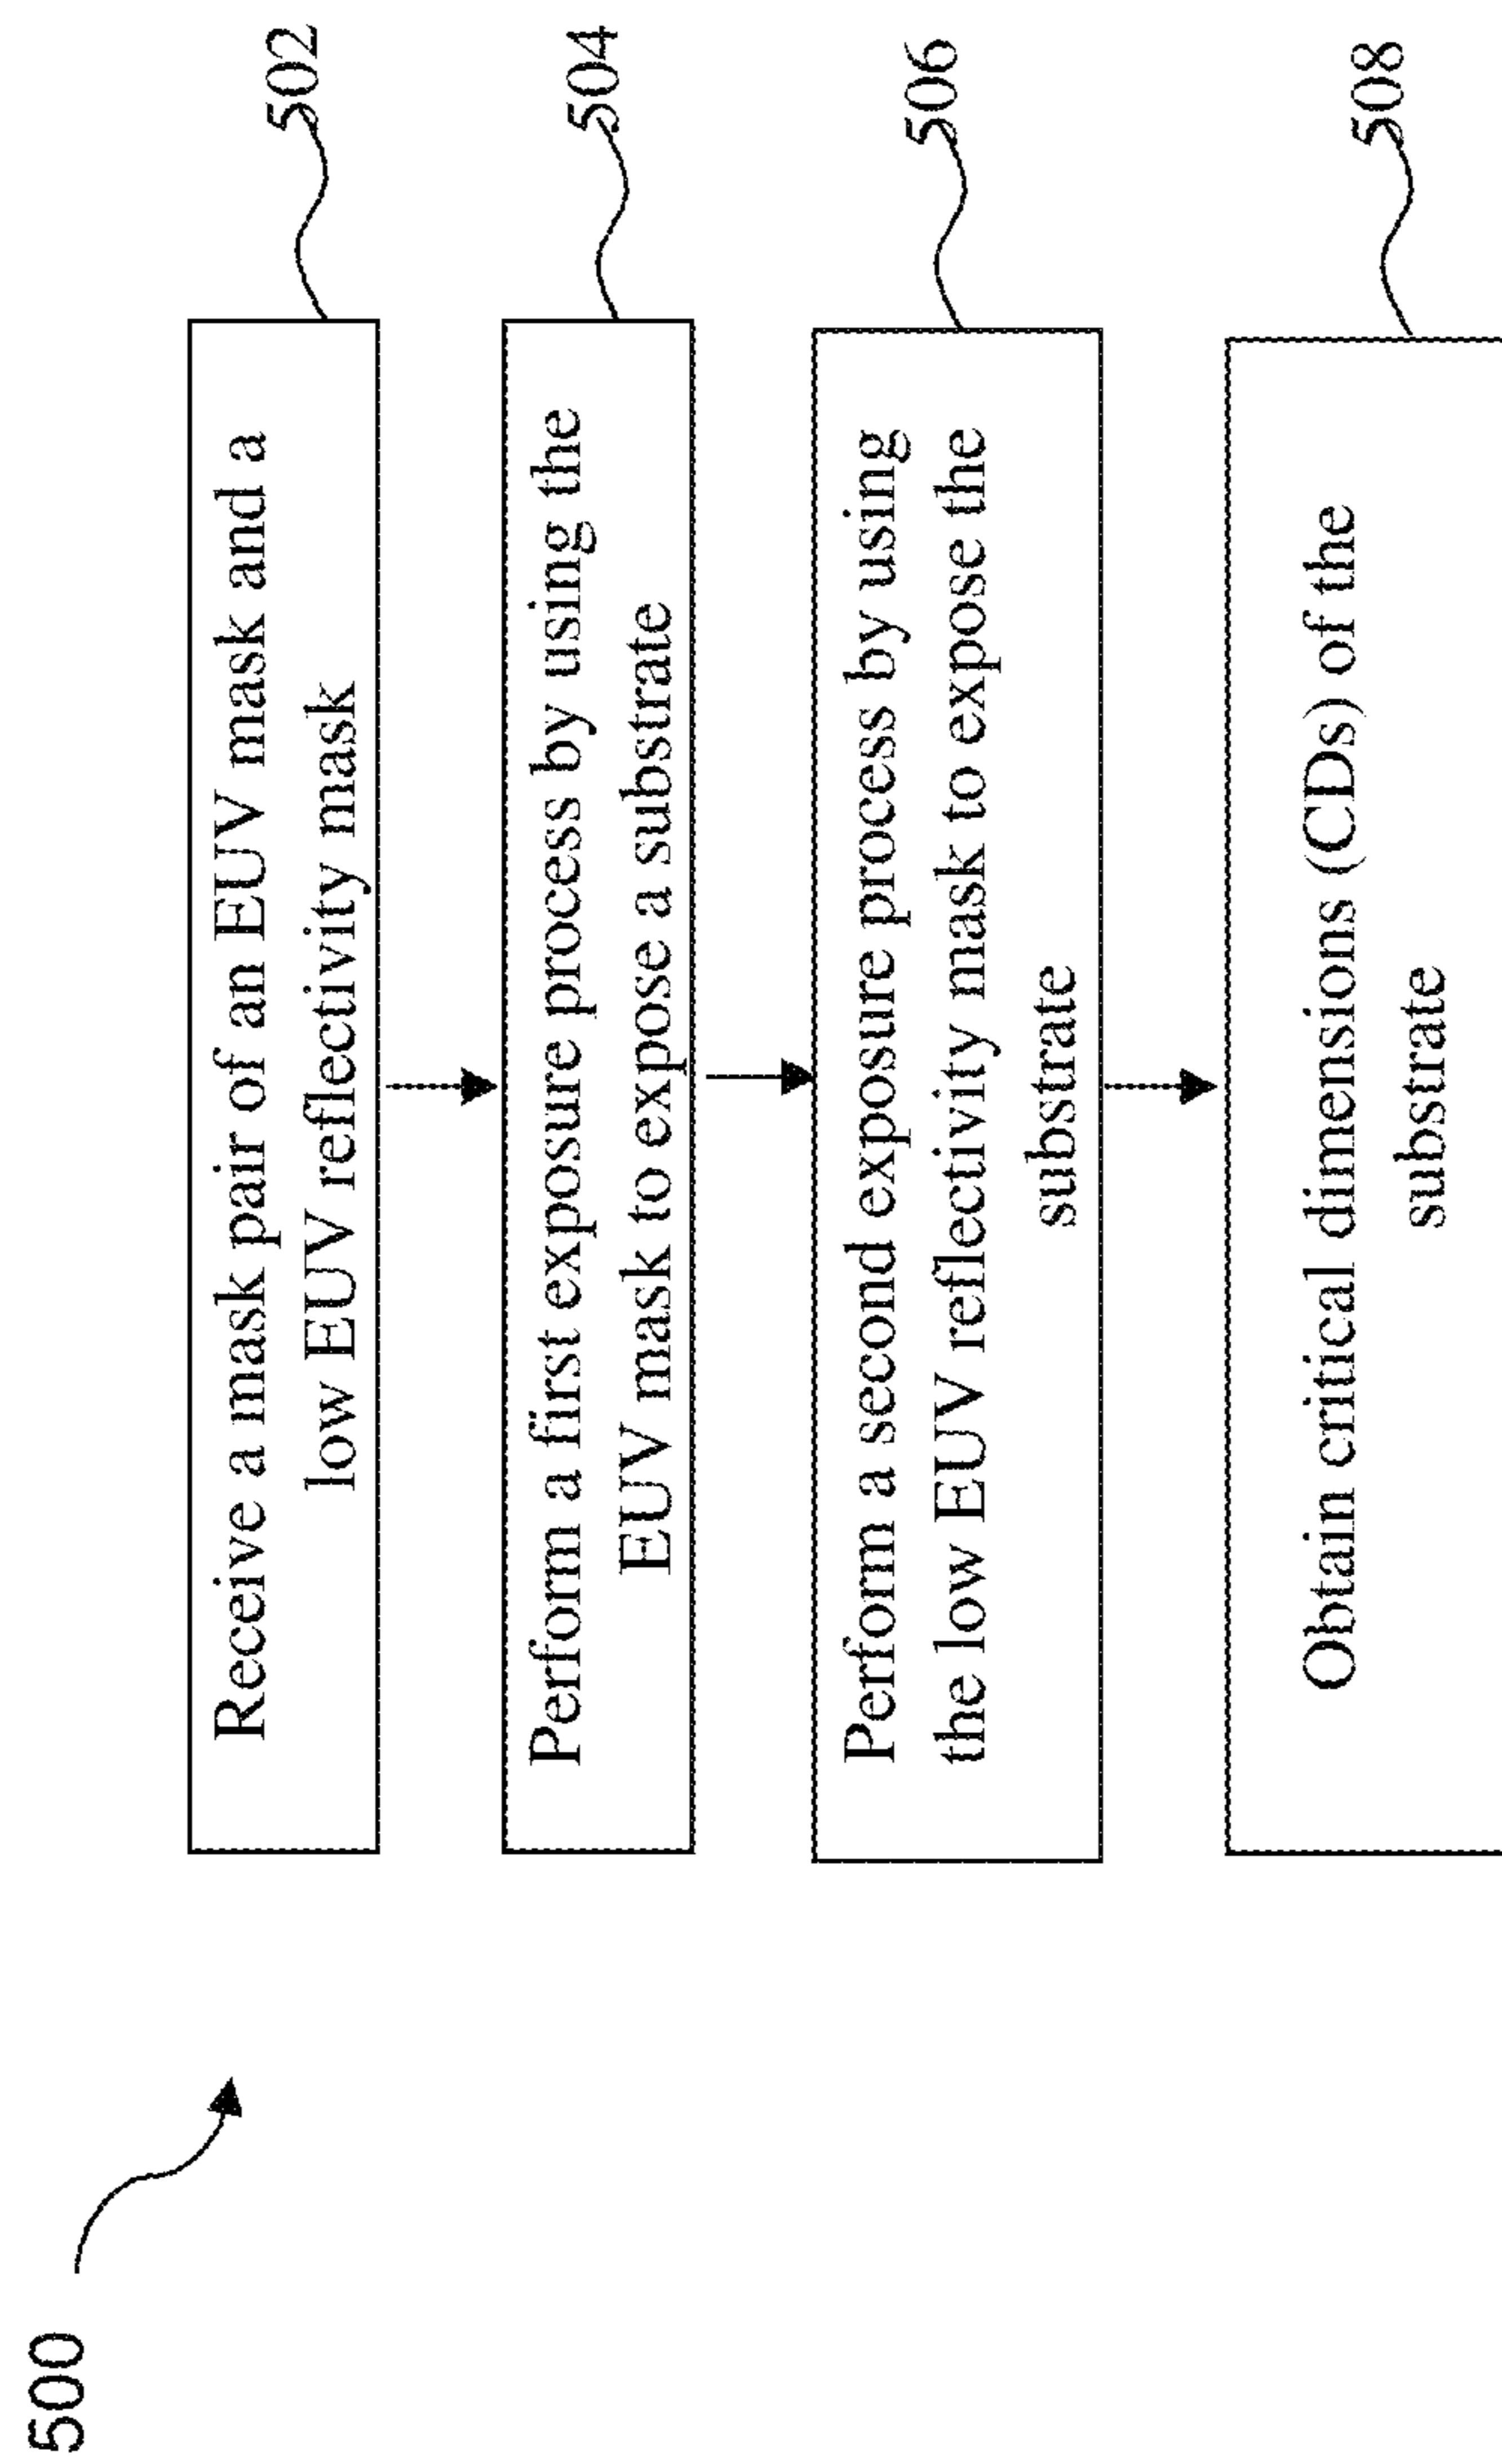 500
Receive a mask pair of an EUV mask and a
low EUV reflectivity mask
502
Perform a first exposure process by using the
EUV mask to expose a substrate
504
Perform a second exposure process by using
the low EUV reflectivity mask to expose the
substrate
506
Obtain critical dimensions (CDs) of the
substrate
508